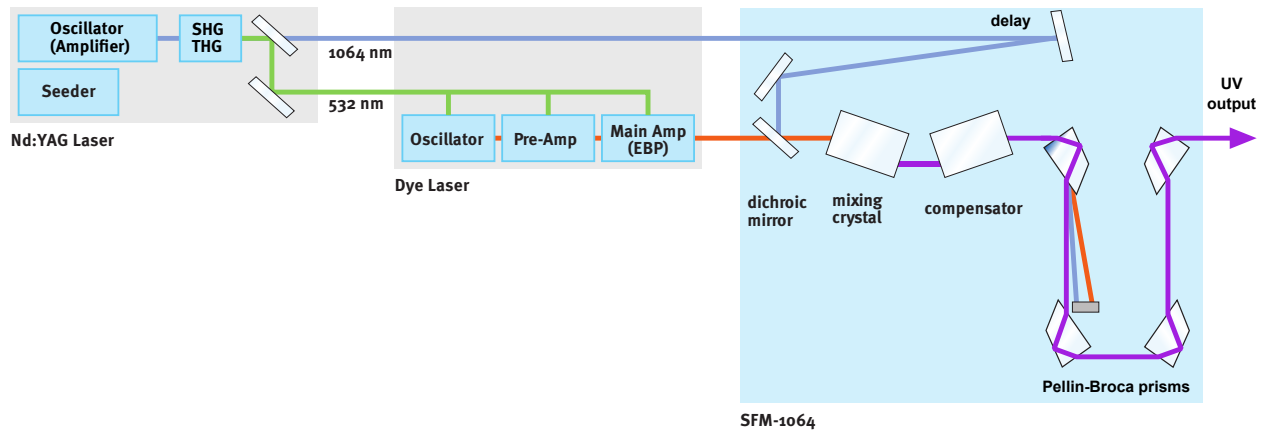 Oscillator
(Amplifier)
SHG
THG
Seeder
Nd:YAG Laser
1064 nm
532 nm
Oscillator
Pre-Amp
Main Amp
(EBP)
Dye Laser
delay
dichroic
mirror
mixing
crystal
compensator
UV
output
Pellin-Broca prisms
SFM-1064